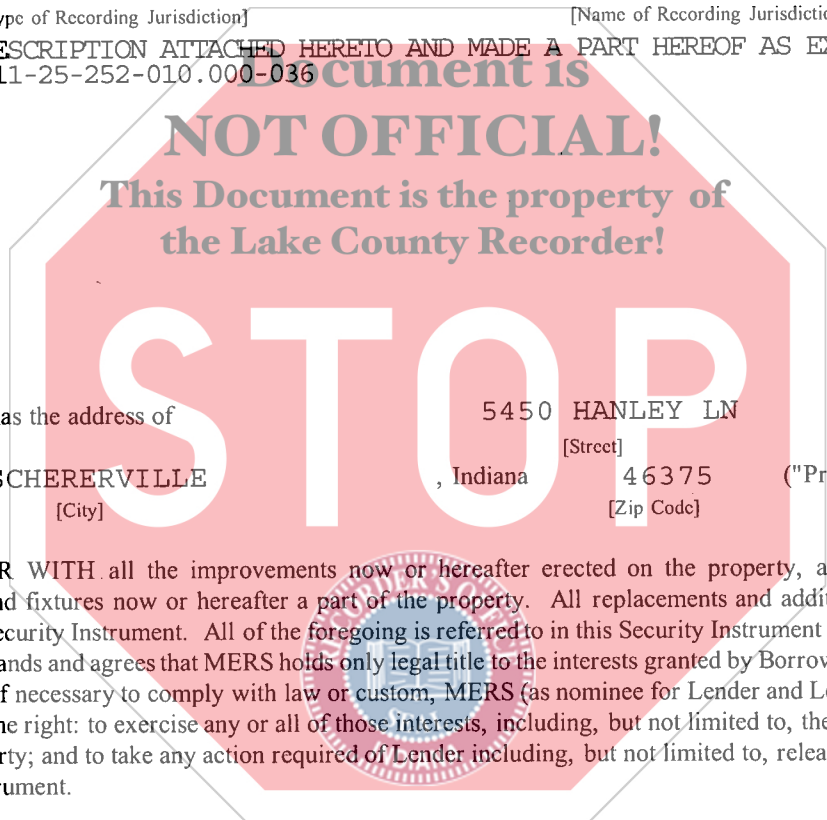 ype of Recording Jurisdiction] [Name of Recording Jurisdictio
ESCRIPTION ATTACHED HERETO AND MADE A PART HEREOF AS EX
11-25-252-010.000-036
Document is
NOT OFFICIAL!
This Document is the property of
the Lake County Recorder!
STOP
as the address of 5450 HANLEY LN
[Street]
SCHERERVILLE , Indiana 46375 ("Pr
[City] [Zip Code]
R WITH all the improvements now or hereafter erected on the property, a
nd fixtures now or hereafter a part of the property. All replacements and addit
ecurity Instrument. All of the foregoing is referred to in this Security Instrument
ands and agrees that MERS holds only legal title to the interests granted by Borrow
f necessary to comply with law or custom, MERS (as nominee for Lender and L
ne right: to exercise any or all of those interests, including, but not limited to, the
rty; and to take any action required of Lender including, but not limited to, relea
rument.
RECORDER'S OFFICE
INDIANA